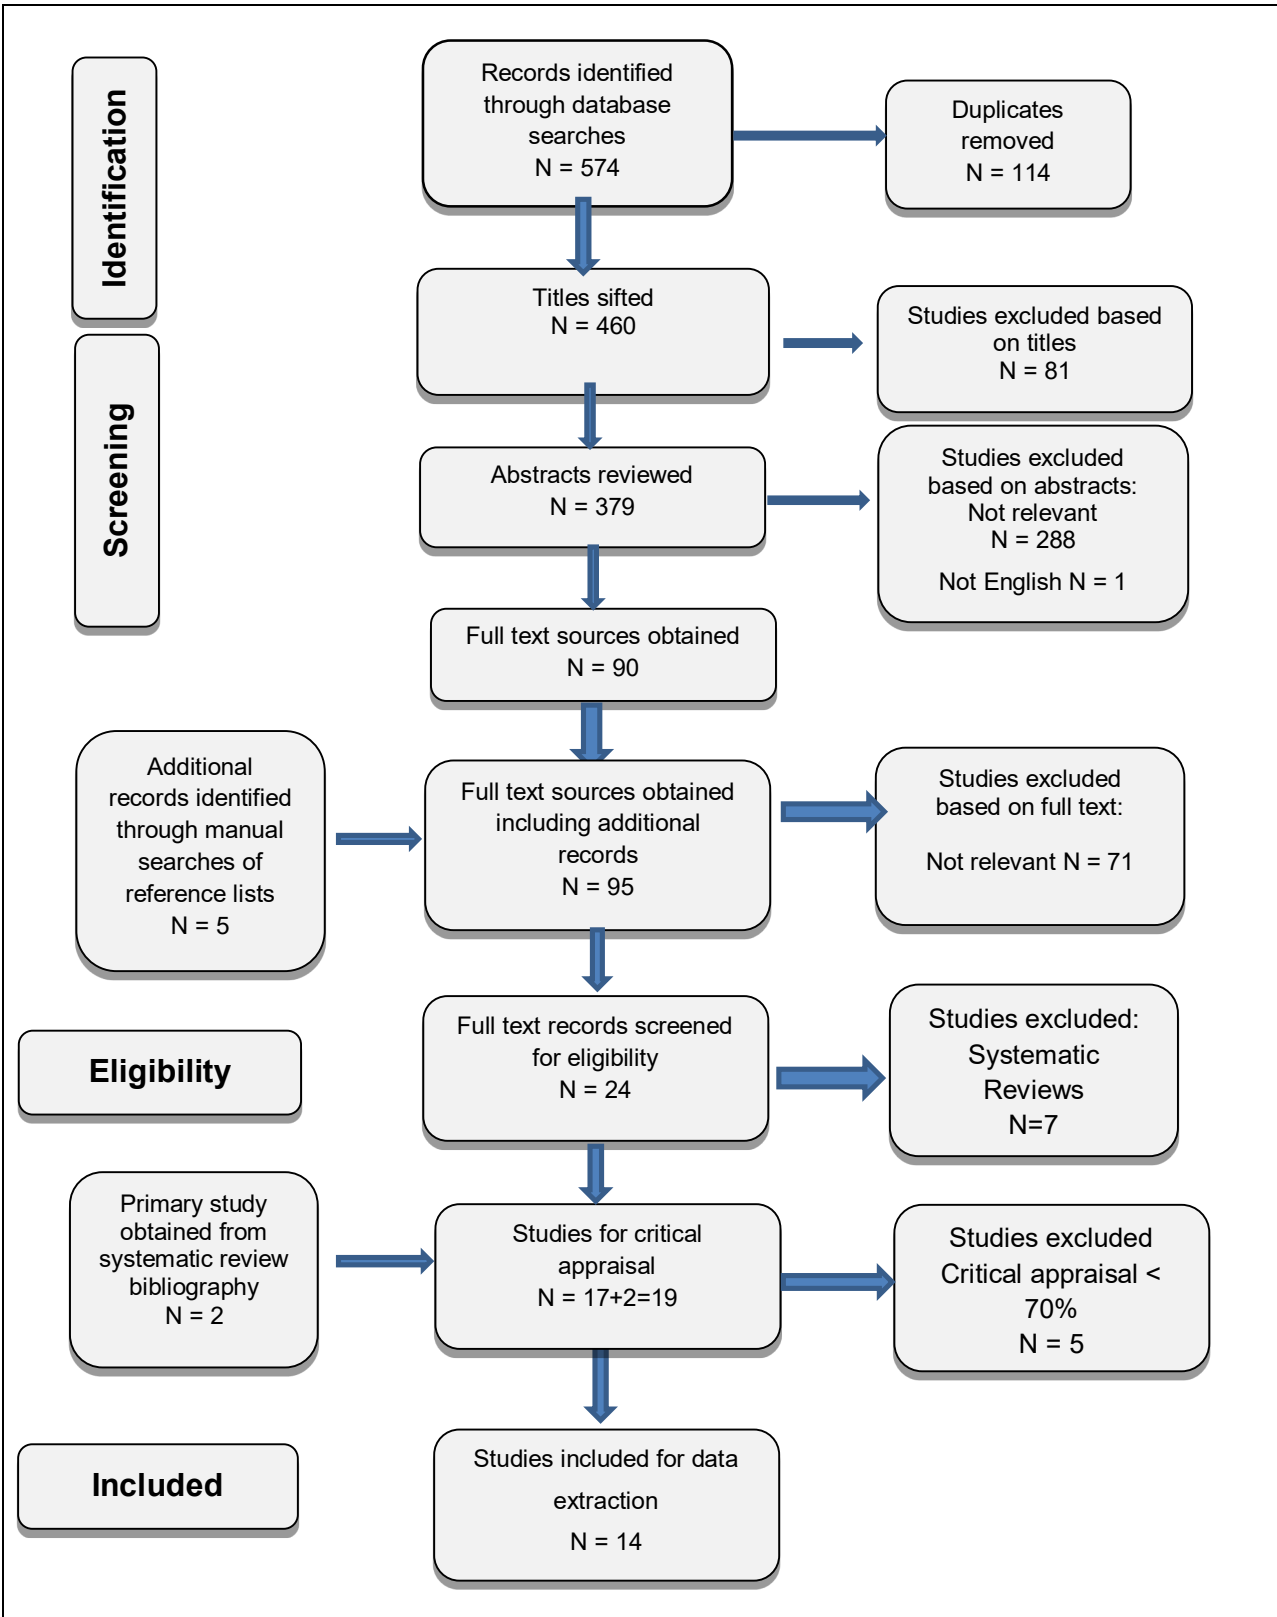 Identification
Records identified
through database
searches
N = 574
Duplicates
removed
N = 114
Titles sifted
N = 460
Studies excluded based
on titles
N = 81
Screening
Abstracts reviewed
N = 379
Studies excluded
based on abstracts:
Not relevant
N = 288
Not English N = 1
Full text sources obtained
N = 90
Additional
records identified
through manual
searches of
reference lists
N = 5
Full text sources obtained
including additional
records
N = 95
Studies excluded
based on full text:
Not relevant N = 71
Eligibility
Full text records screened
for eligibility
N = 24
Studies excluded:
Systematic
Reviews
N=7
Primary study
obtained from
systematic review
bibliography
N = 2
Studies for critical
appraisal
N = 17+2=19
Studies excluded
Critical appraisal <
70%
N = 5
Included
Studies included for data
extraction
N = 14